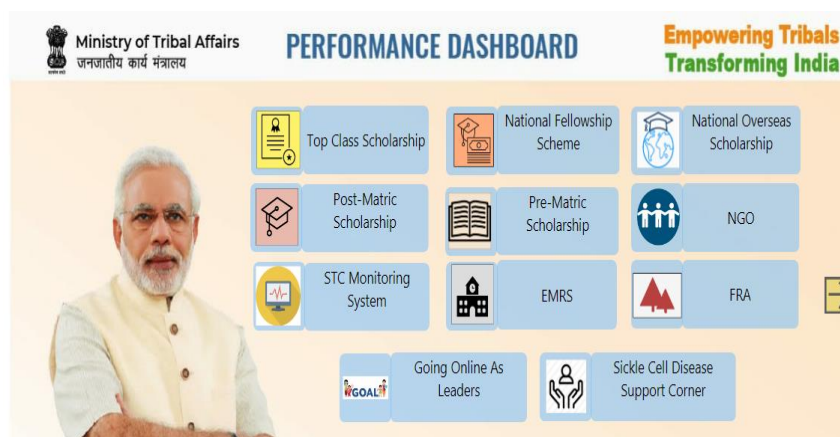 Ministry of Tribal Affairs
जनजातीय कार्य मंत्रालय
PERFORMANCE DASHBOARD
Empowering Tribals
Transforming India
Top Class Scholarship
National Fellowship
Scheme
National Overseas
Scholarship
Post-Matric
Scholarship
Pre-Matric
Scholarship
NGO
STC Monitoring
System
EMRS
FRA
GOAL
Going Online As
Leaders
Sickle Cell Disease
Support Corner